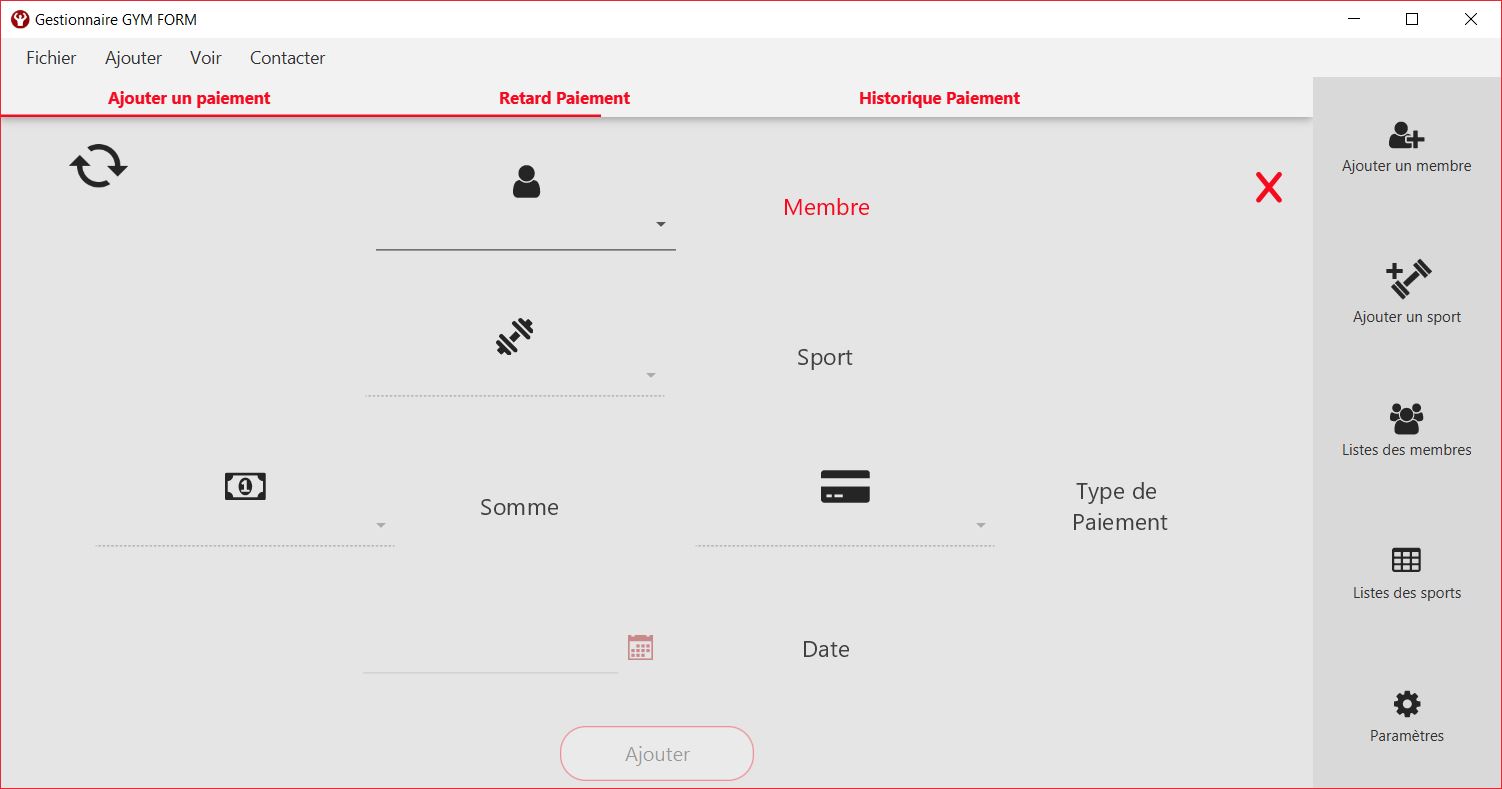 Gestionnaire GYM FORM
Fichier Ajouter Voir Contacter
Ajouter un paiement Retard Paiement Historique Paiement
Membre
Sport
Somme
Type de
Paiement
Date
Ajouter
Ajouter un membre
Ajouter un sport
Listes des membres
Listes des sports
Paramètres